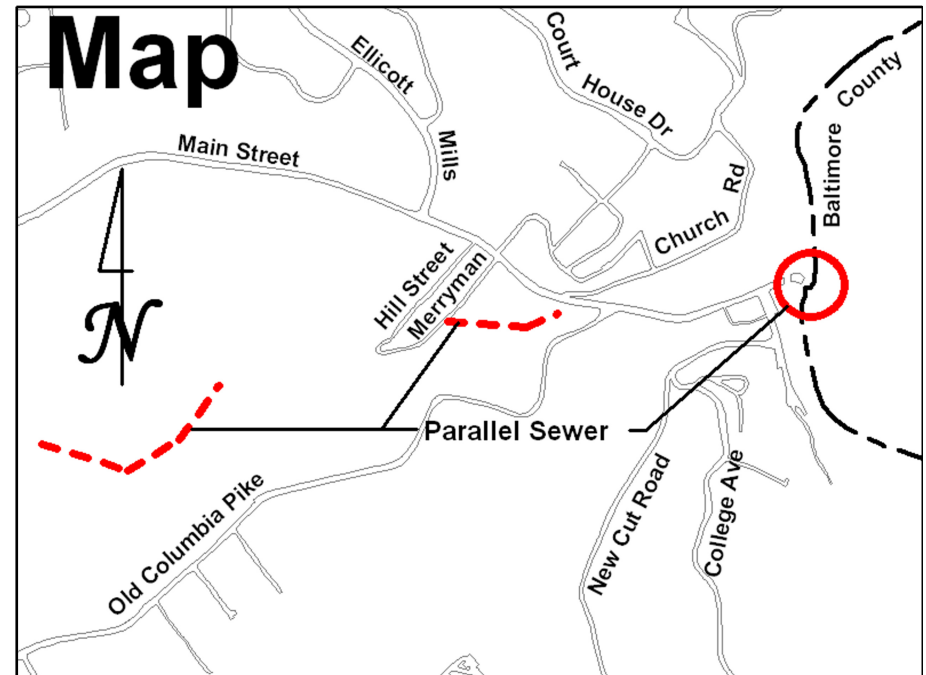 Map
Ellicott
Mills
Court
House Dr
Baltimore
County
Main Street
Church
Rd
Hill Street
Merryman
N
Parallel Sewer
Old Columbia Pike
New Cut Road
College Ave